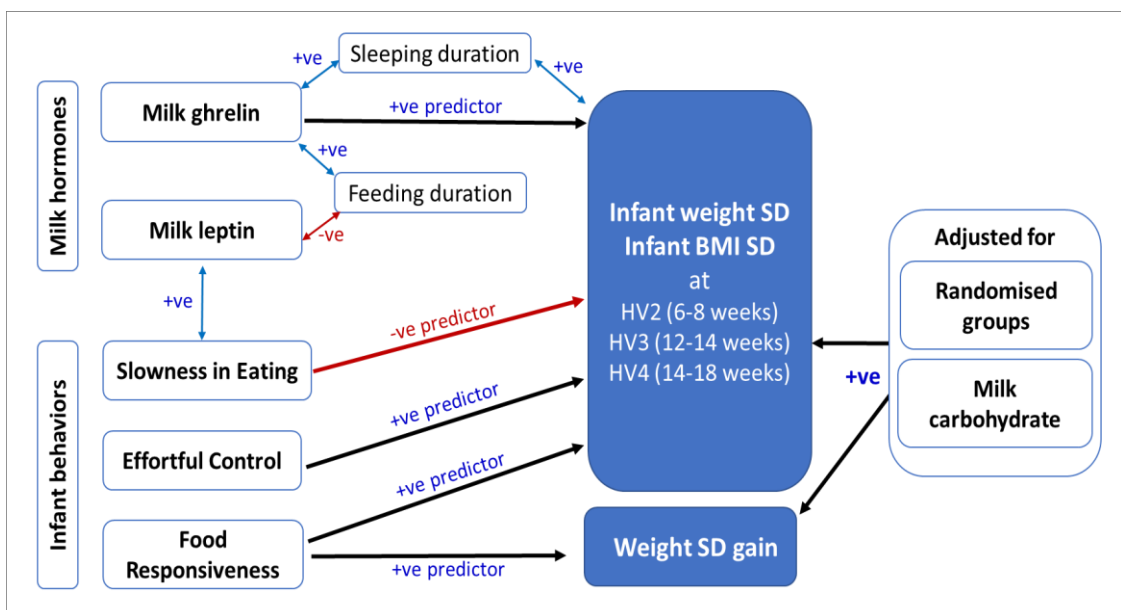 Milk hormones
Infant behaviors
Sleeping duration
+ve
+ve
Milk ghrelin
+ve predictor
+ve
Feeding duration
Milk leptin
-ve
+ve
Slowness in Eating
-ve predictor
Effortful Control
+ve predictor
+ve predictor
Food
Responsiveness
+ve predictor
Infant weight SD
Infant BMI SD
at
HV2 (6-8 weeks)
HV3 (12-14 weeks)
HV4 (14-18 weeks)
Weight SD gain
+ve
Adjusted for
Randomised
groups
Milk
carbohydrate